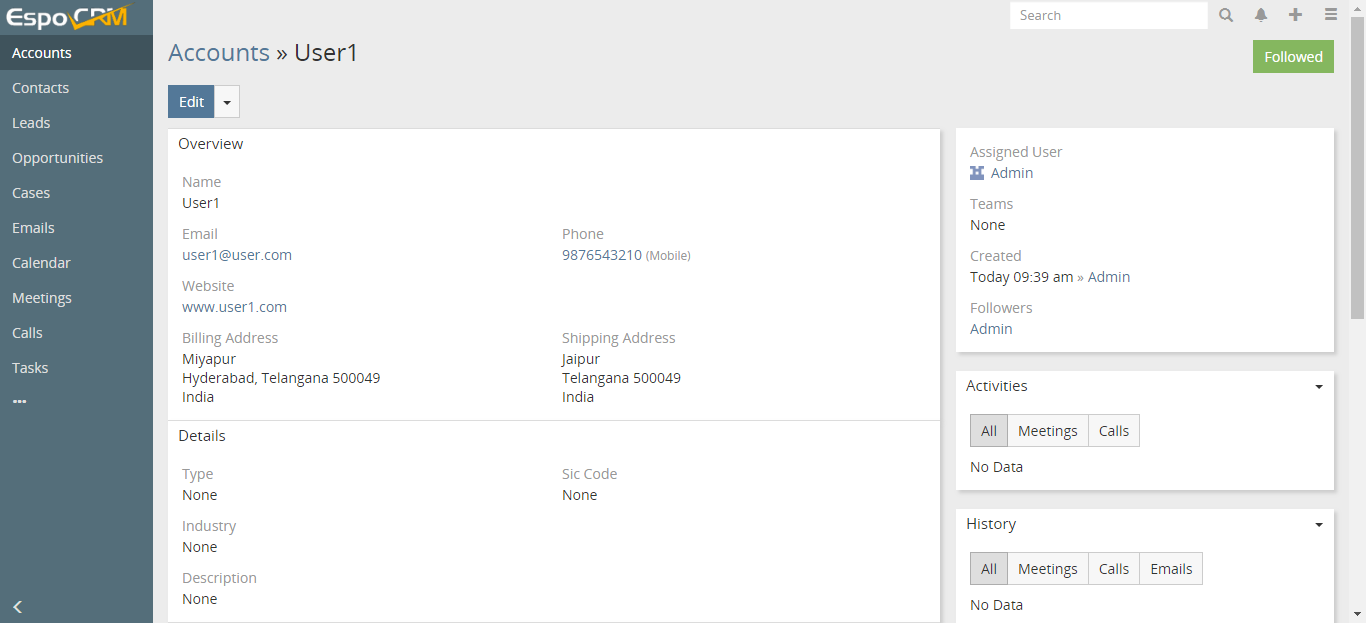 EspoCRM
Search
Accounts
Contacts
Leads
Opportunities
Cases
Emails
Calendar
Meetings
Calls
Tasks
Accounts » User1
Followed
Edit
Overview
Name
User1
Email
user1@user.com
Phone
9876543210 (Mobile)
Website
www.user1.com
Billing Address
Miyapur
Hyderabad, Telangana 500049
India
Shipping Address
Jaipur
Telangana 500049
India
Details
Type
None
Sic Code
None
Industry
None
Description
None
Assigned User
Admin
Teams
None
Created
Today 09:39 am » Admin
Followers
Admin
Activities
All Meetings Calls
No Data
History
All Meetings Calls Emails
No Data